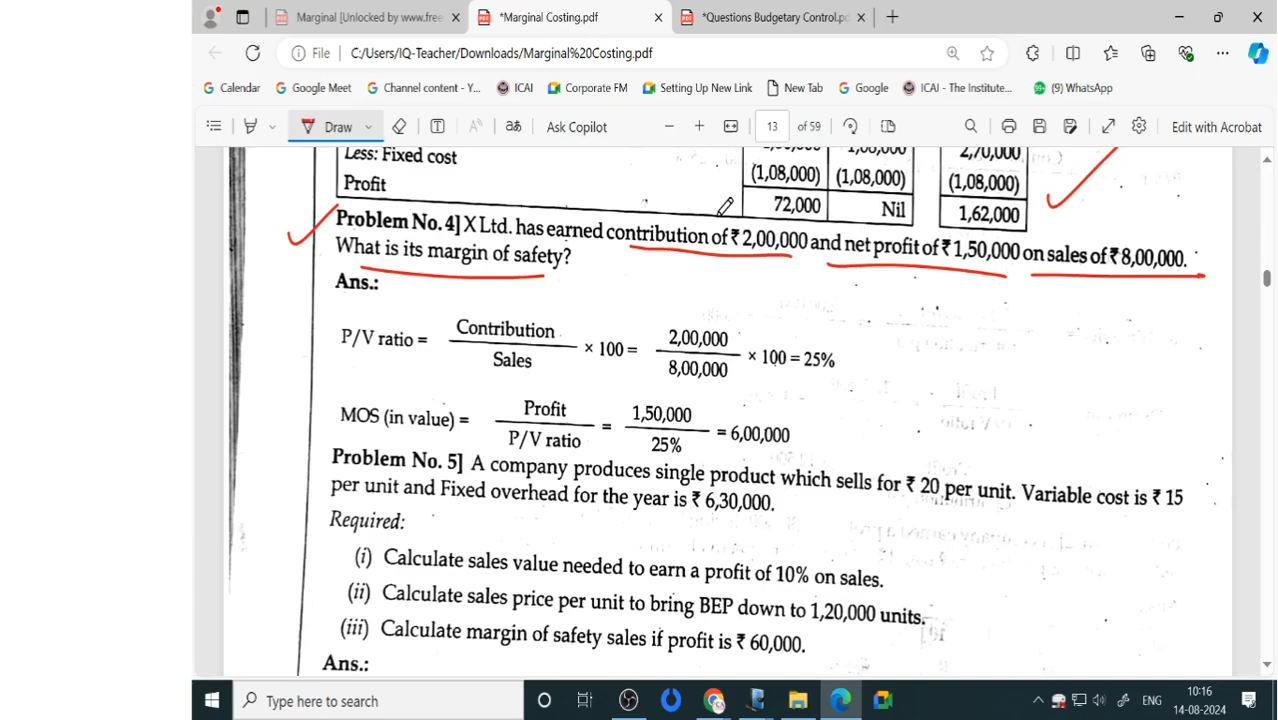 Marginal [Unlocked by www.free
*Marginal Costing.pdf
*Questions Budgetary Control.pd
File C:/Users/IQ-Teacher/Downloads/Marginal%20Costing.pdf
Calendar Google Meet Channel content - Y... ICAI Corporate FM Setting Up New Link New Tab Google ICAI - The Institute... (9) WhatsApp
Draw Ask Copilot 13 of 59 Edit with Acrobat
Less: Fixed cost (1,08,000) (1,08,000) (1,08,000)
2,70,000
Profit 72,000 Nil 1,62,000
Problem No. 4] X Ltd. has earned contribution of ₹ 2,00,000 and net profit of ₹ 1,50,000 on sales of ₹ 8,00,000.
What is its margin of safety?
Ans.:
P/V ratio = Contribution / Sales × 100 = 2,00,000 / 8,00,000 × 100 = 25%
MOS (in value) = Profit / P/V ratio = 1,50,000 / 25% = 6,00,000
Problem No. 5] A company produces single product which sells for ₹ 20 per unit. Variable cost is ₹ 15
per unit and Fixed overhead for the year is ₹ 6,30,000.
Required:
(i) Calculate sales value needed to earn a profit of 10% on sales.
(ii) Calculate sales price per unit to bring BEP down to 1,20,000 units.
(iii) Calculate margin of safety sales if profit is ₹ 60,000.
Ans.:
Type here to search
ENG
10:16
14-08-2024